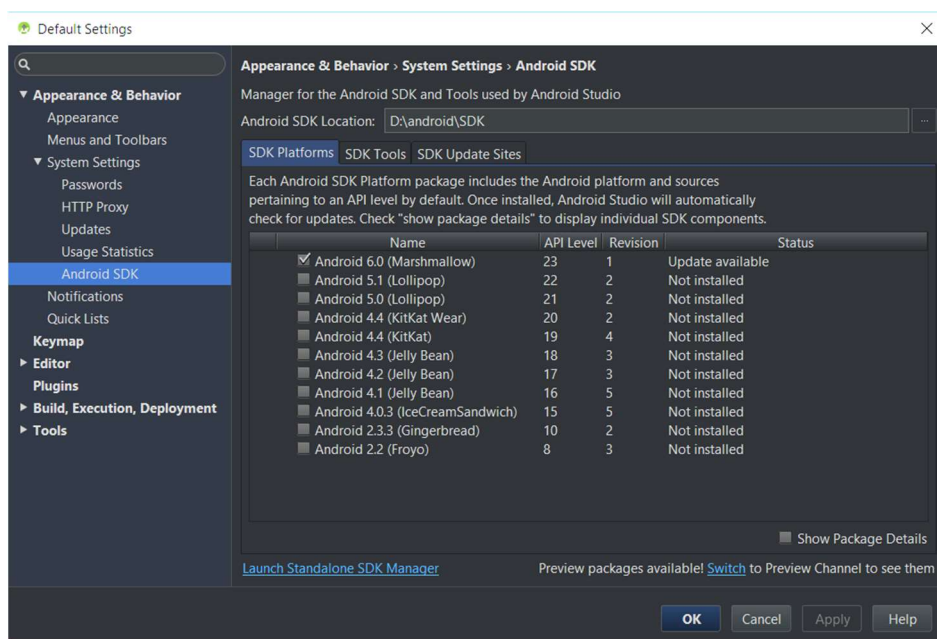 Default Settings
Appearance & Behavior
Appearance
Menus and Toolbars
System Settings
Passwords
HTTP Proxy
Updates
Usage Statistics
Android SDK
Notifications
Quick Lists
Keymap
Editor
Plugins
Build, Execution, Deployment
Tools
Appearance & Behavior › System Settings › Android SDK
Manager for the Android SDK and Tools used by Android Studio
Android SDK Location: D:\android\SDK ...
SDK Platforms SDK Tools SDK Update Sites
Each Android SDK Platform package includes the Android platform and sources
pertaining to an API level by default. Once installed, Android Studio will automatically
check for updates. Check "show package details" to display individual SDK components.
Name API Level Revision Status
Android 6.0 (Marshmallow) 23 1 Update available
Android 5.1 (Lollipop) 22 2 Not installed
Android 5.0 (Lollipop) 21 2 Not installed
Android 4.4 (KitKat Wear) 20 2 Not installed
Android 4.4 (KitKat) 19 4 Not installed
Android 4.3 (Jelly Bean) 18 3 Not installed
Android 4.2 (Jelly Bean) 17 3 Not installed
Android 4.1 (Jelly Bean) 16 5 Not installed
Android 4.0.3 (IceCreamSandwich) 15 5 Not installed
Android 2.3.3 (Gingerbread) 10 2 Not installed
Android 2.2 (Froyo) 8 3 Not installed
Show Package Details
Launch Standalone SDK Manager Preview packages available! Switch to Preview Channel to see them
OK Cancel Apply Help